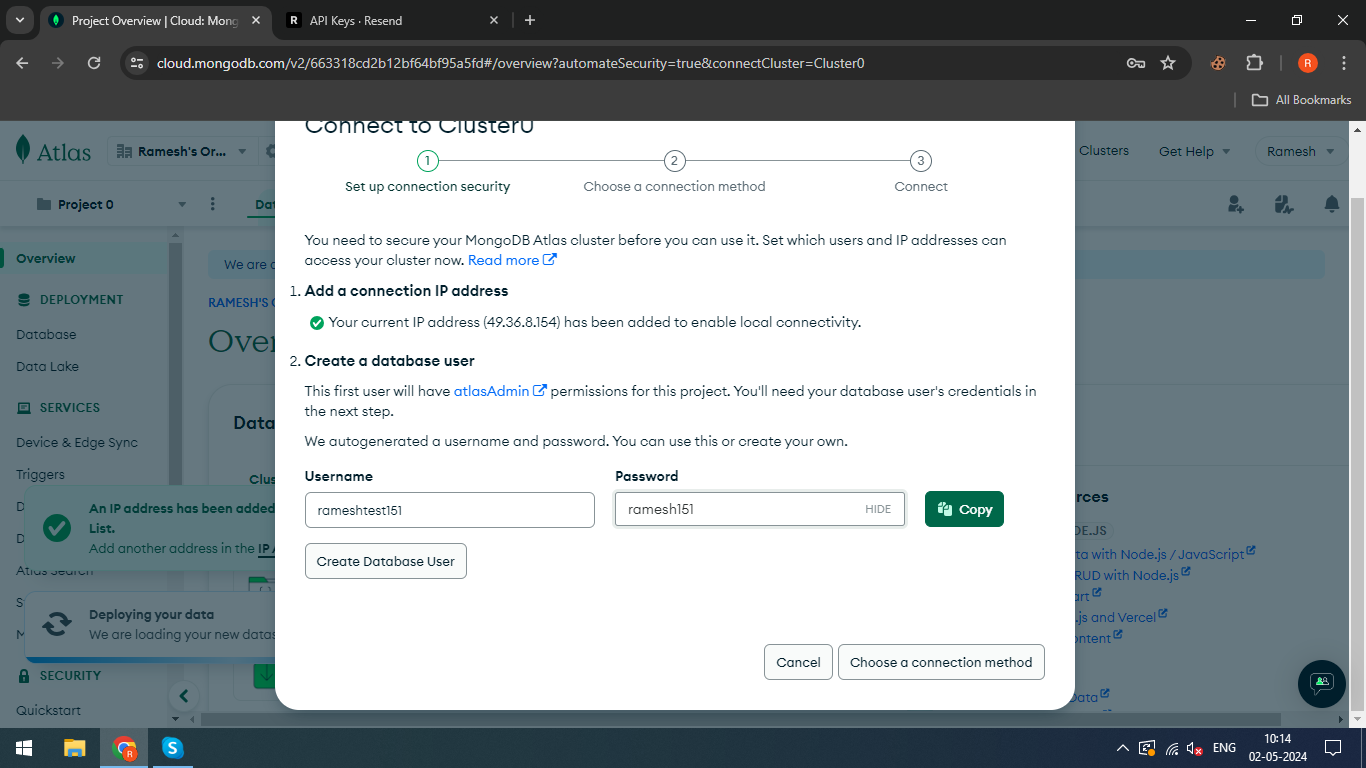 Project Overview | Cloud: Mong
R API Keys · Resend
cloud.mongodb.com/v2/663318cd2b12bf64bf95a5fd#/overview?automateSecurity=true&connectCluster=Cluster0
R
All Bookmarks
Atlas
Ramesh's Or...
Clusters
Get Help
Ramesh
Project 0
Dat
Overview
DEPLOYMENT
Database
Data Lake
SERVICES
Device & Edge Sync
Triggers
D
D
Atlas Search
S
M
SECURITY
Quickstart
We are d
RAMESH'S O
Over
Data
Clus
An IP address has been added
List.
Add another address in the IP A
Deploying your data
We are loading your new datas
Connect to Cluster0
1
2
3
Set up connection security
Choose a connection method
Connect
You need to secure your MongoDB Atlas cluster before you can use it. Set which users and IP addresses can
access your cluster now. Read more
1. Add a connection IP address
Your current IP address (49.36.8.154) has been added to enable local connectivity.
2. Create a database user
This first user will have atlasAdmin permissions for this project. You'll need your database user's credentials in
the next step.
We autogenerated a username and password. You can use this or create your own.
Username
Password
rameshtest151
ramesh151
HIDE
Copy
Create Database User
Cancel
Choose a connection method
rces
DE.JS
ta with Node.js / JavaScript
RUD with Node.js
art
.js and Vercel
ontent
Data
R
S
ENG
10:14
02-05-2024